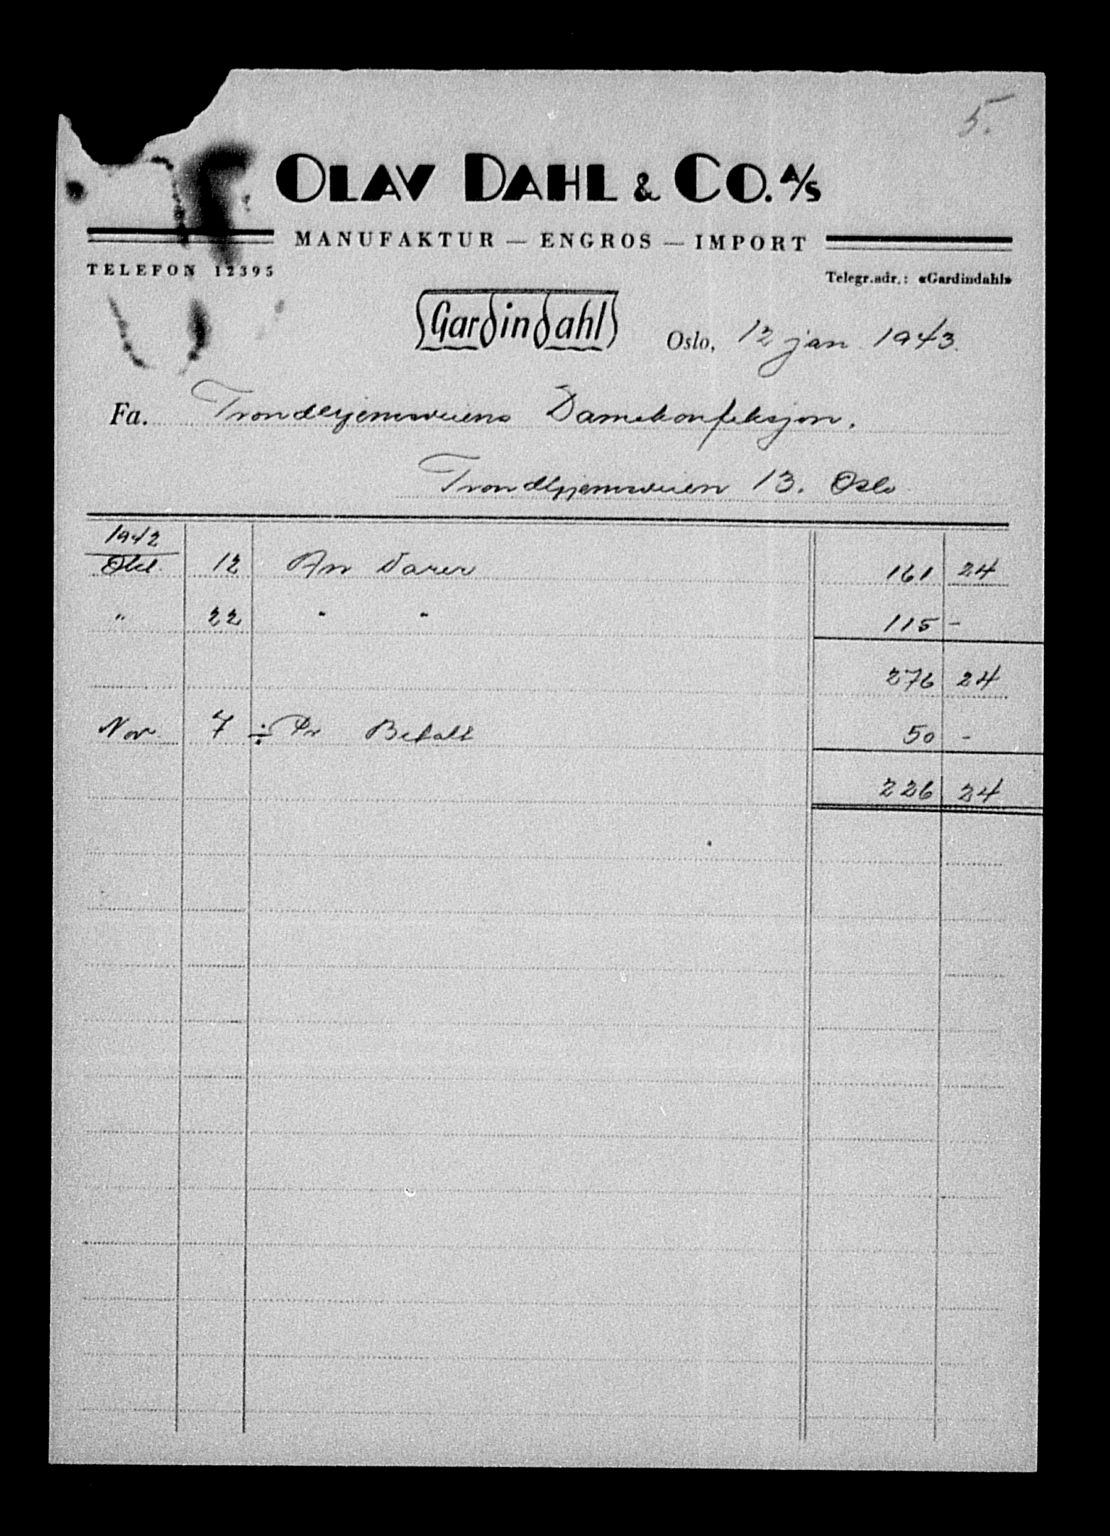 5.
OLAV DAHL & CO. A/S
MANUFAKTUR — ENGROS — IMPORT
TELEFON 12395
Telegr.adr.: «Gardindahl»
Gardindahl
Oslo, 12 jan 1943.
Fa. Trondhjemsveiens Damekonfeksjon.
Trondhjemsveien 13. Oslo
1942
Okt. 12 An Varer 161 24
" 22 " " 115 -
276 24
Nov. 7 ÷ Pr Betalt 50 -
226 24